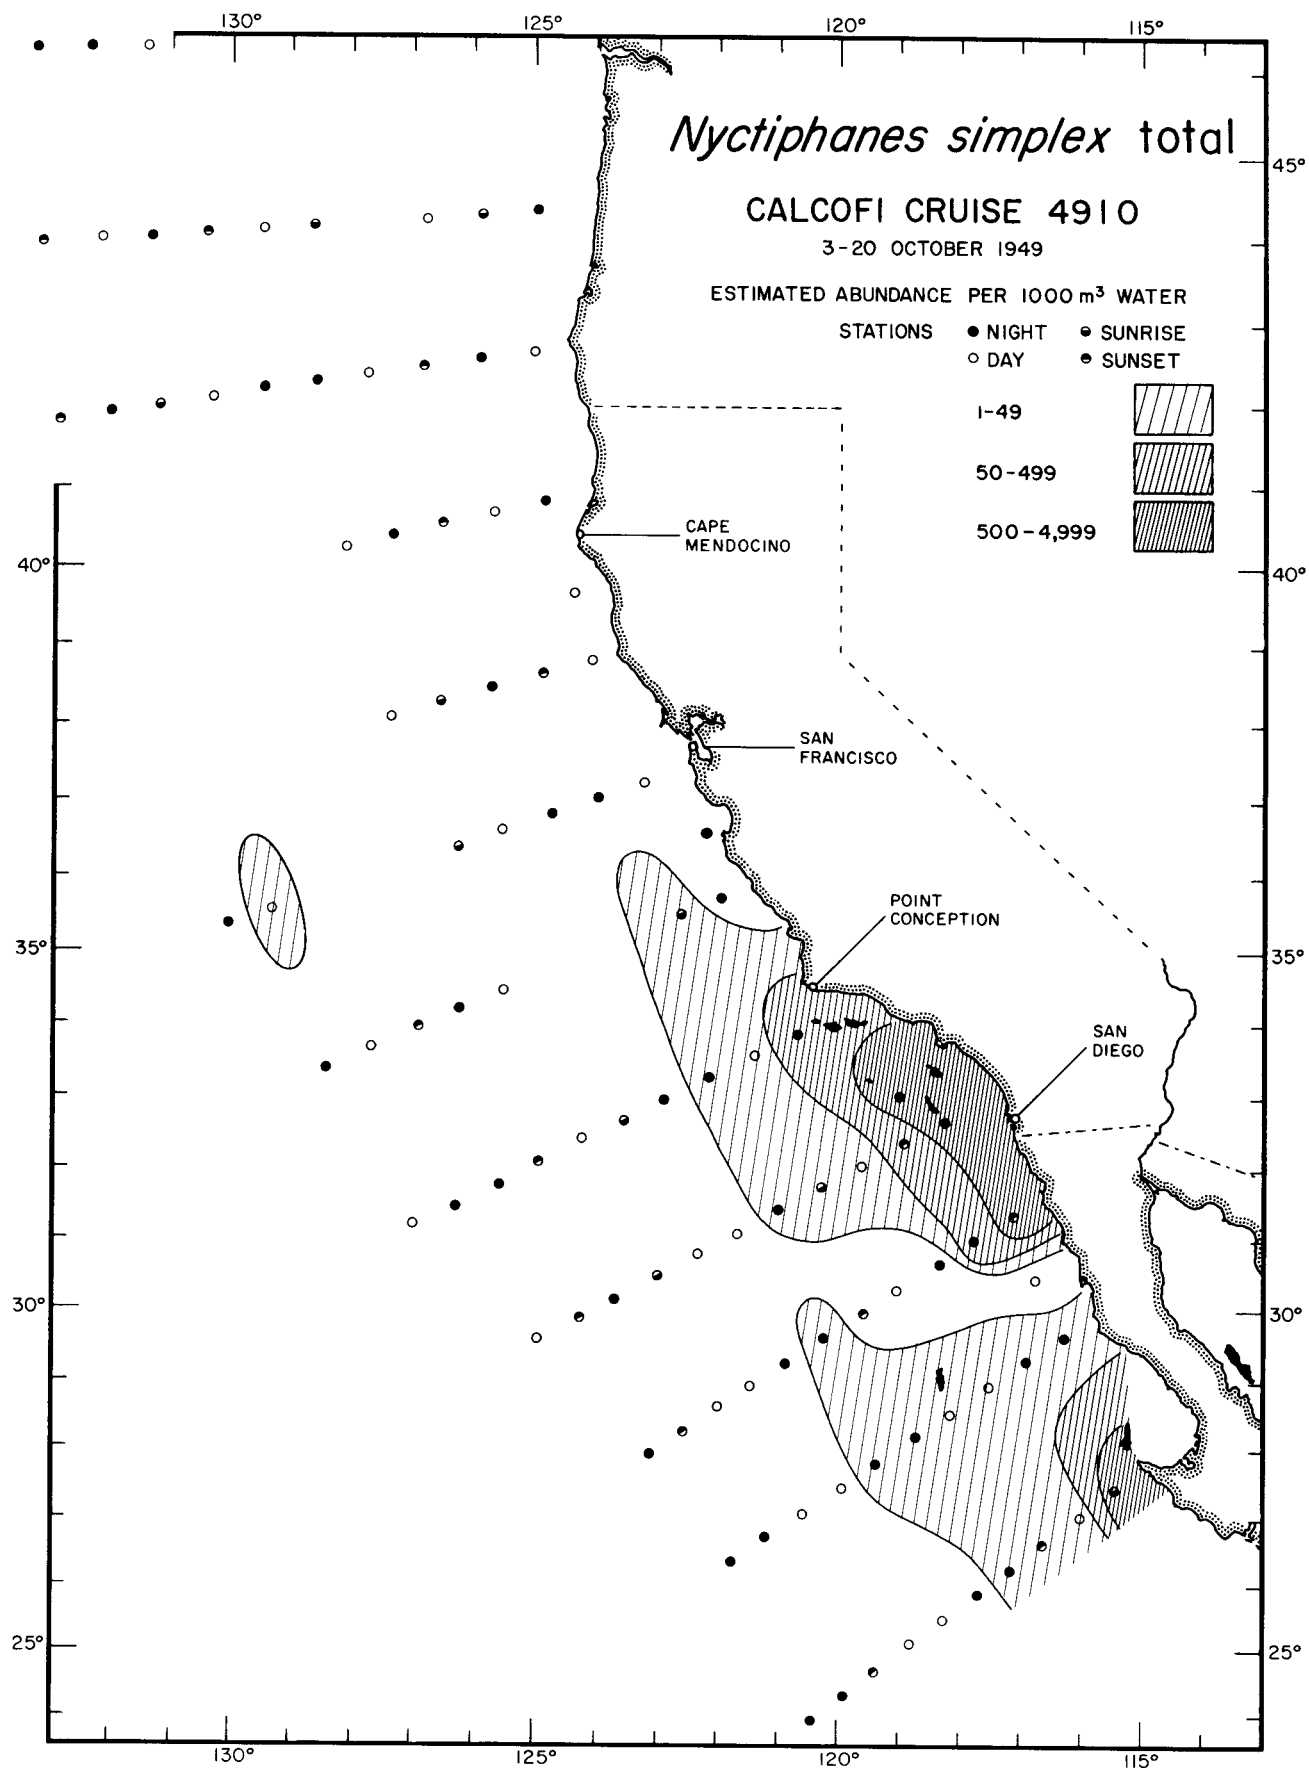 130° 125° 120° 115°
Nyctiphanes simplex total
45°
CALCOFI CRUISE 4910
3-20 OCTOBER 1949
ESTIMATED ABUNDANCE PER 1000 m³ WATER
STATIONS ● NIGHT SUNRISE
○ DAY SUNSET
1-49
50-499
500-4,999
CAPE
MENDOCINO
40° 40°
SAN
FRANCISCO
POINT
CONCEPTION
35° 35°
SAN
DIEGO
30° 30°
25° 25°
130° 125° 120° 115°